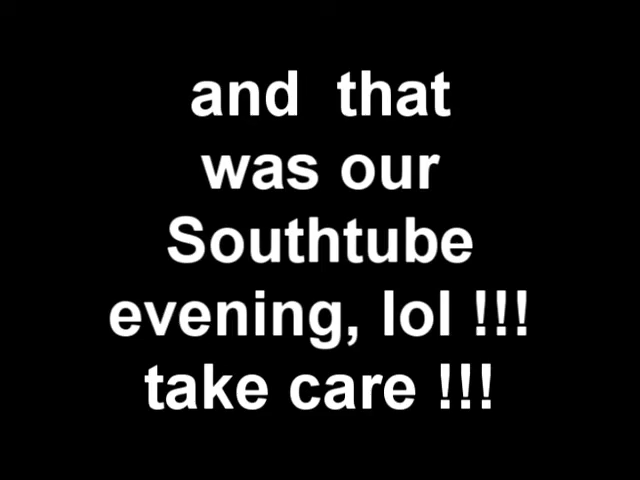 and  that
was our
Southtube
evening, lol !!!
take care !!!